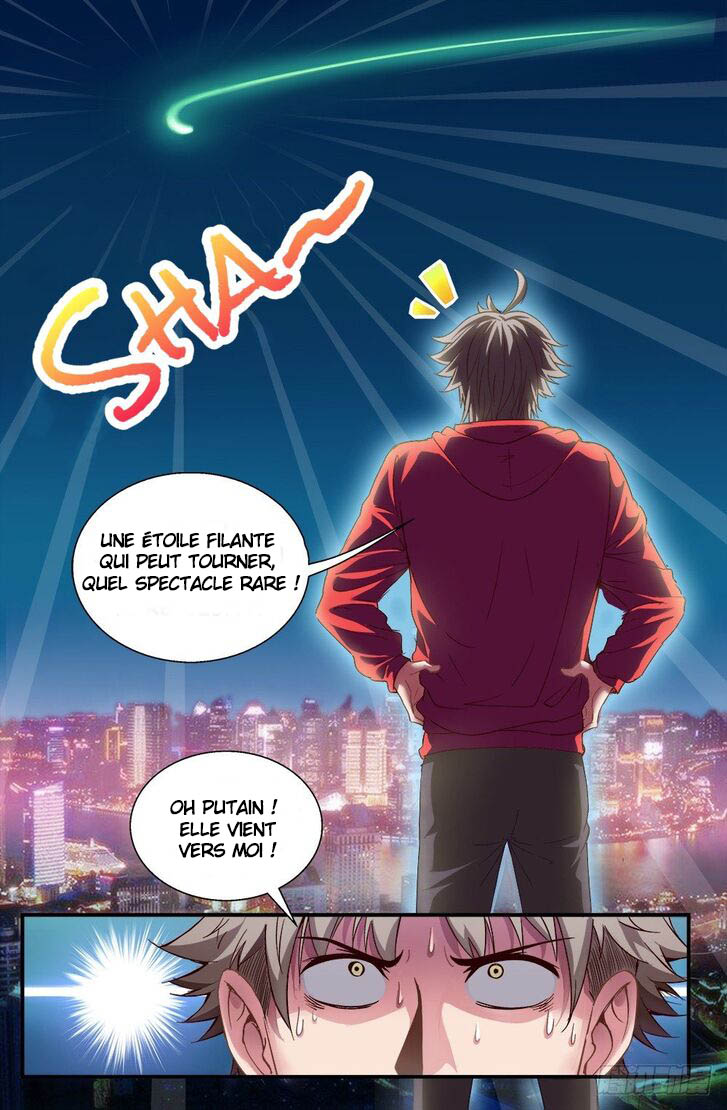 SHA~
UNE ÉTOILE FILANTE
QUI PEUT TOURNER,
QUEL SPECTACLE RARE !
OH PUTAIN !
ELLE VIENT
VERS MOI !